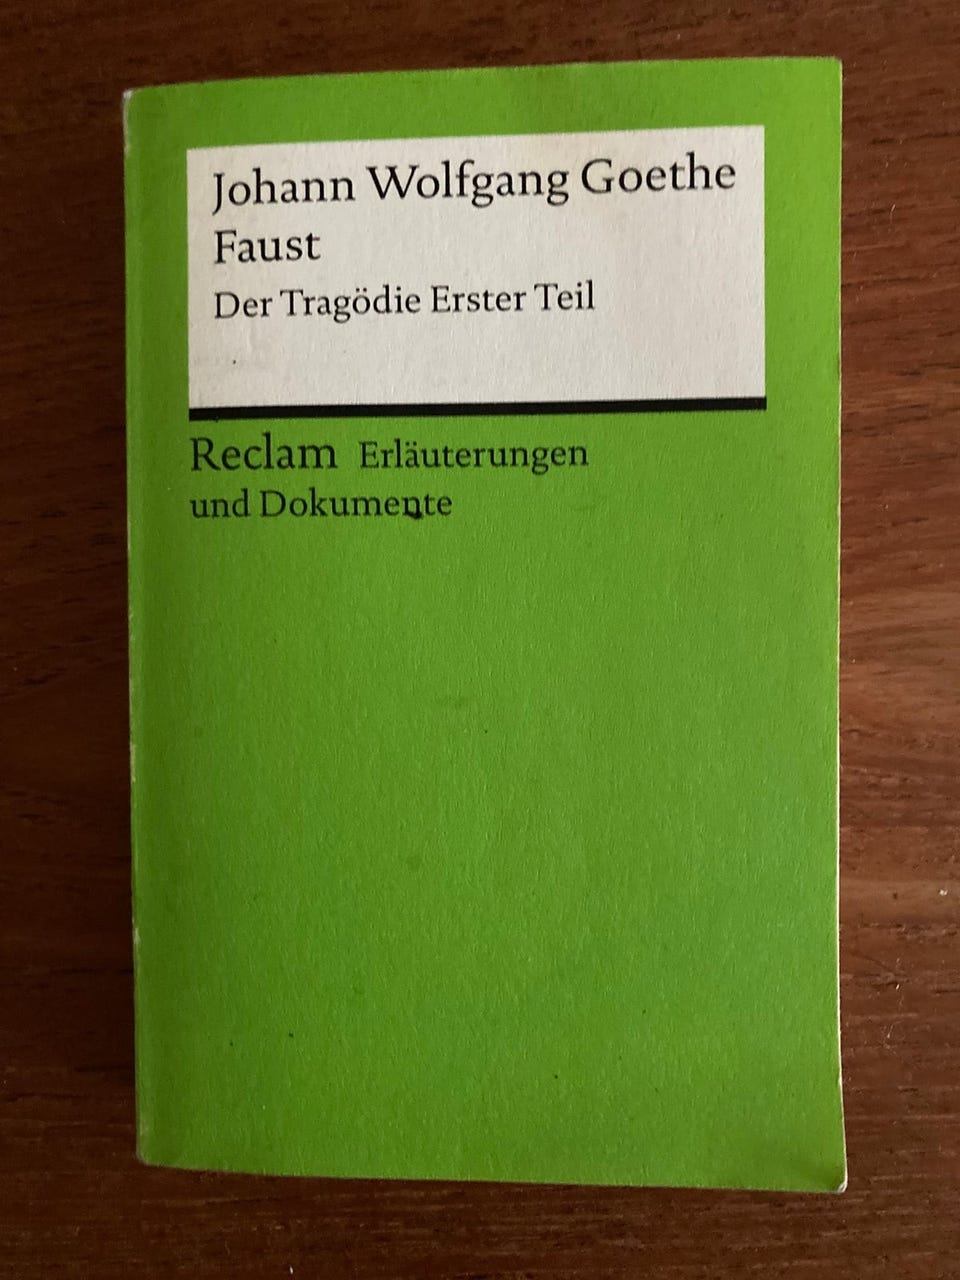 Johann Wolfgang Goethe
Faust
Der Tragödie Erster Teil
Reclam Erläuterungen
und Dokumente